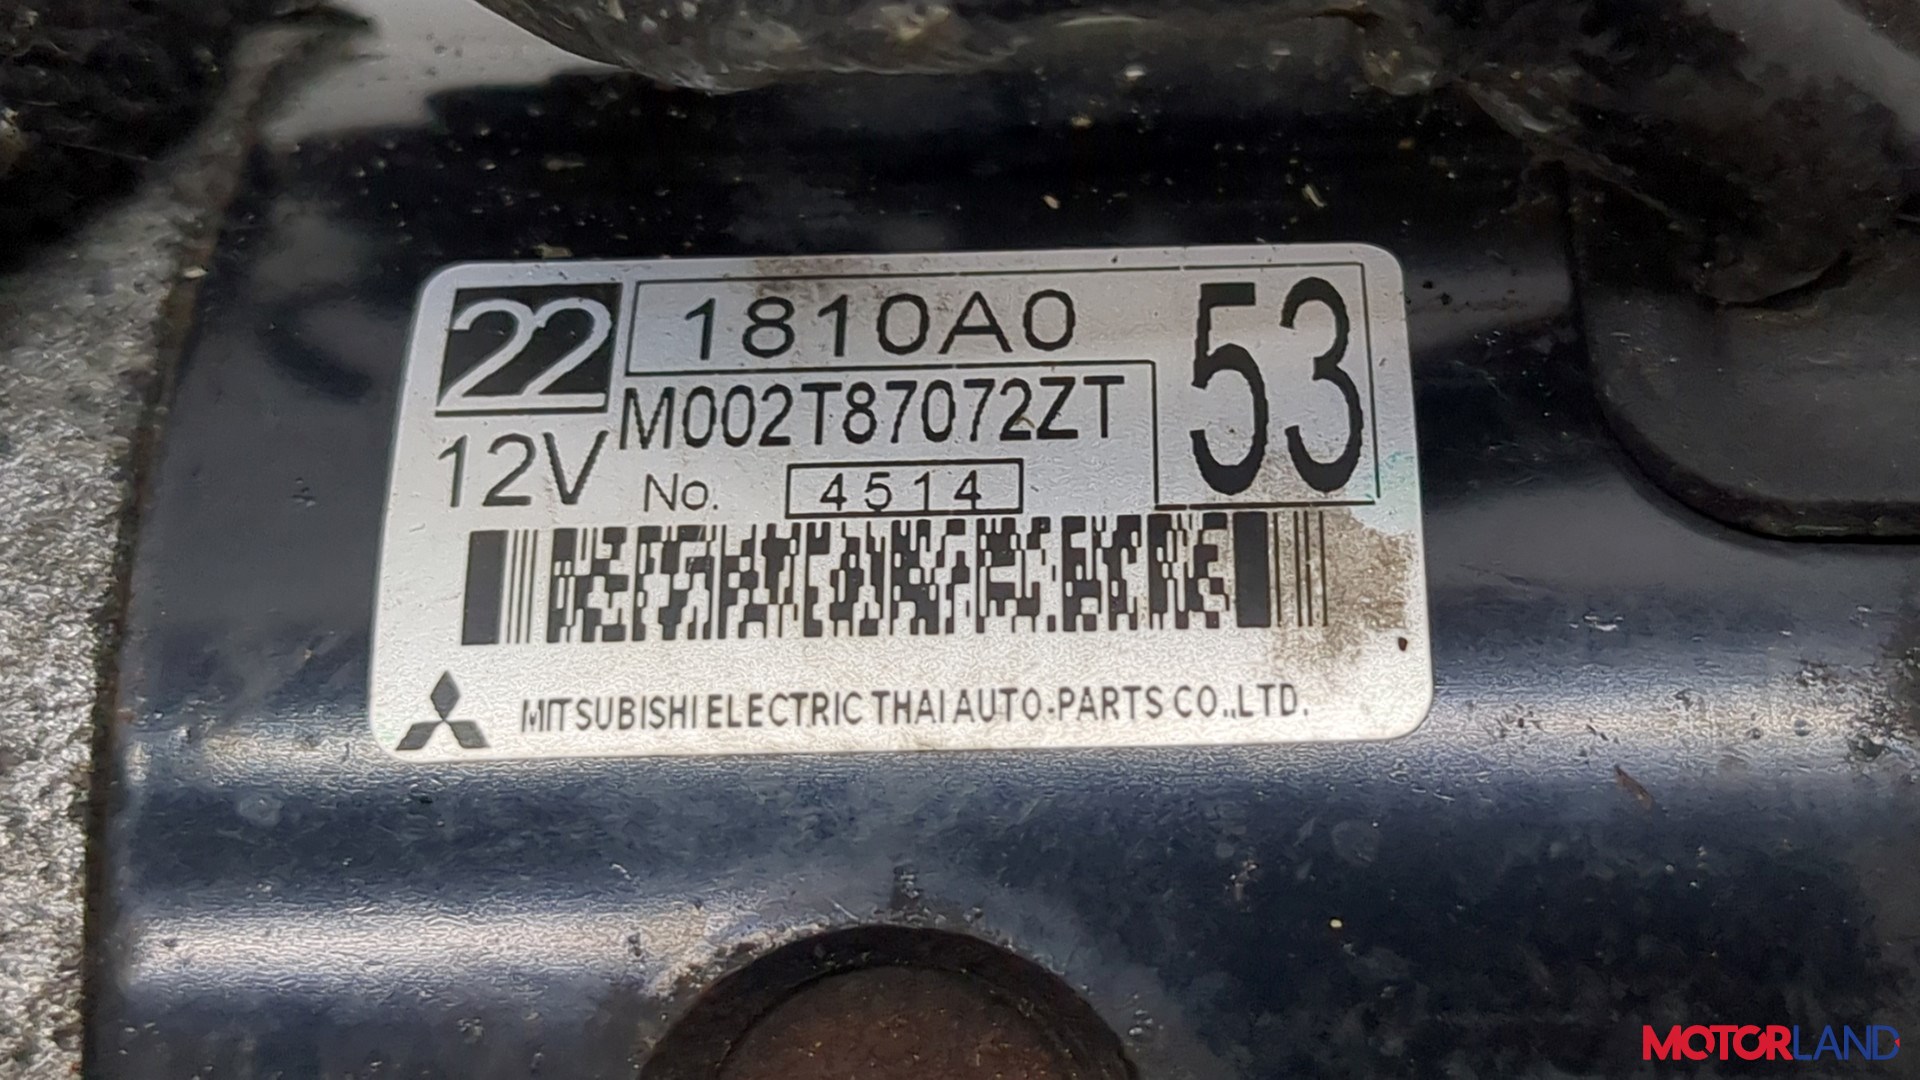 22 1810A0 53
12V M002T87072ZT
No. 4514
MITSUBISHI ELECTRIC THAI AUTO-PARTS CO.,LTD.
MOTORLAND